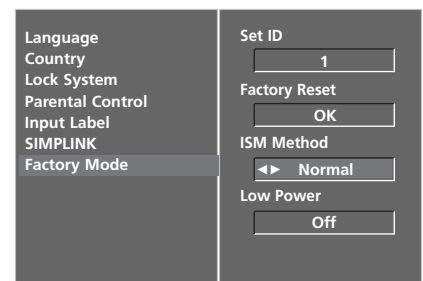 Language
Country
Lock System
Parental Control
Input Label
SIMPLINK
Factory Mode
Set ID
1
Factory Reset
OK
ISM Method
◄► Normal
Low Power
Off